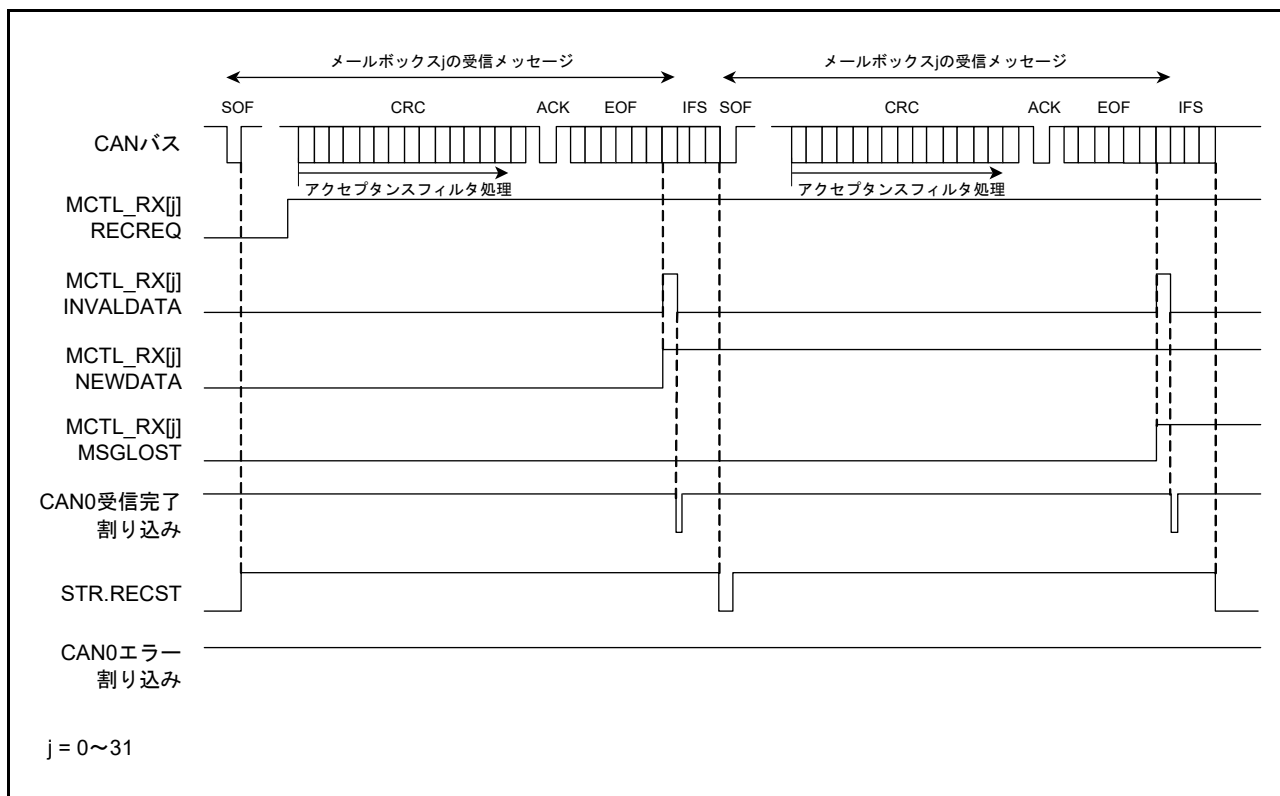 メールボックスjの受信メッセージ メールボックスjの受信メッセージ
SOF CRC ACK EOF IFS SOF CRC ACK EOF IFS
CANバス
アクセプタンスフィルタ処理 アクセプタンスフィルタ処理
MCTL_RX[j]
RECREQ
MCTL_RX[j]
INVALDATA
MCTL_RX[j]
NEWDATA
MCTL_RX[j]
MSGLOST
CAN0受信完了
割り込み
STR.RECST
CAN0エラー
割り込み
j = 0～31